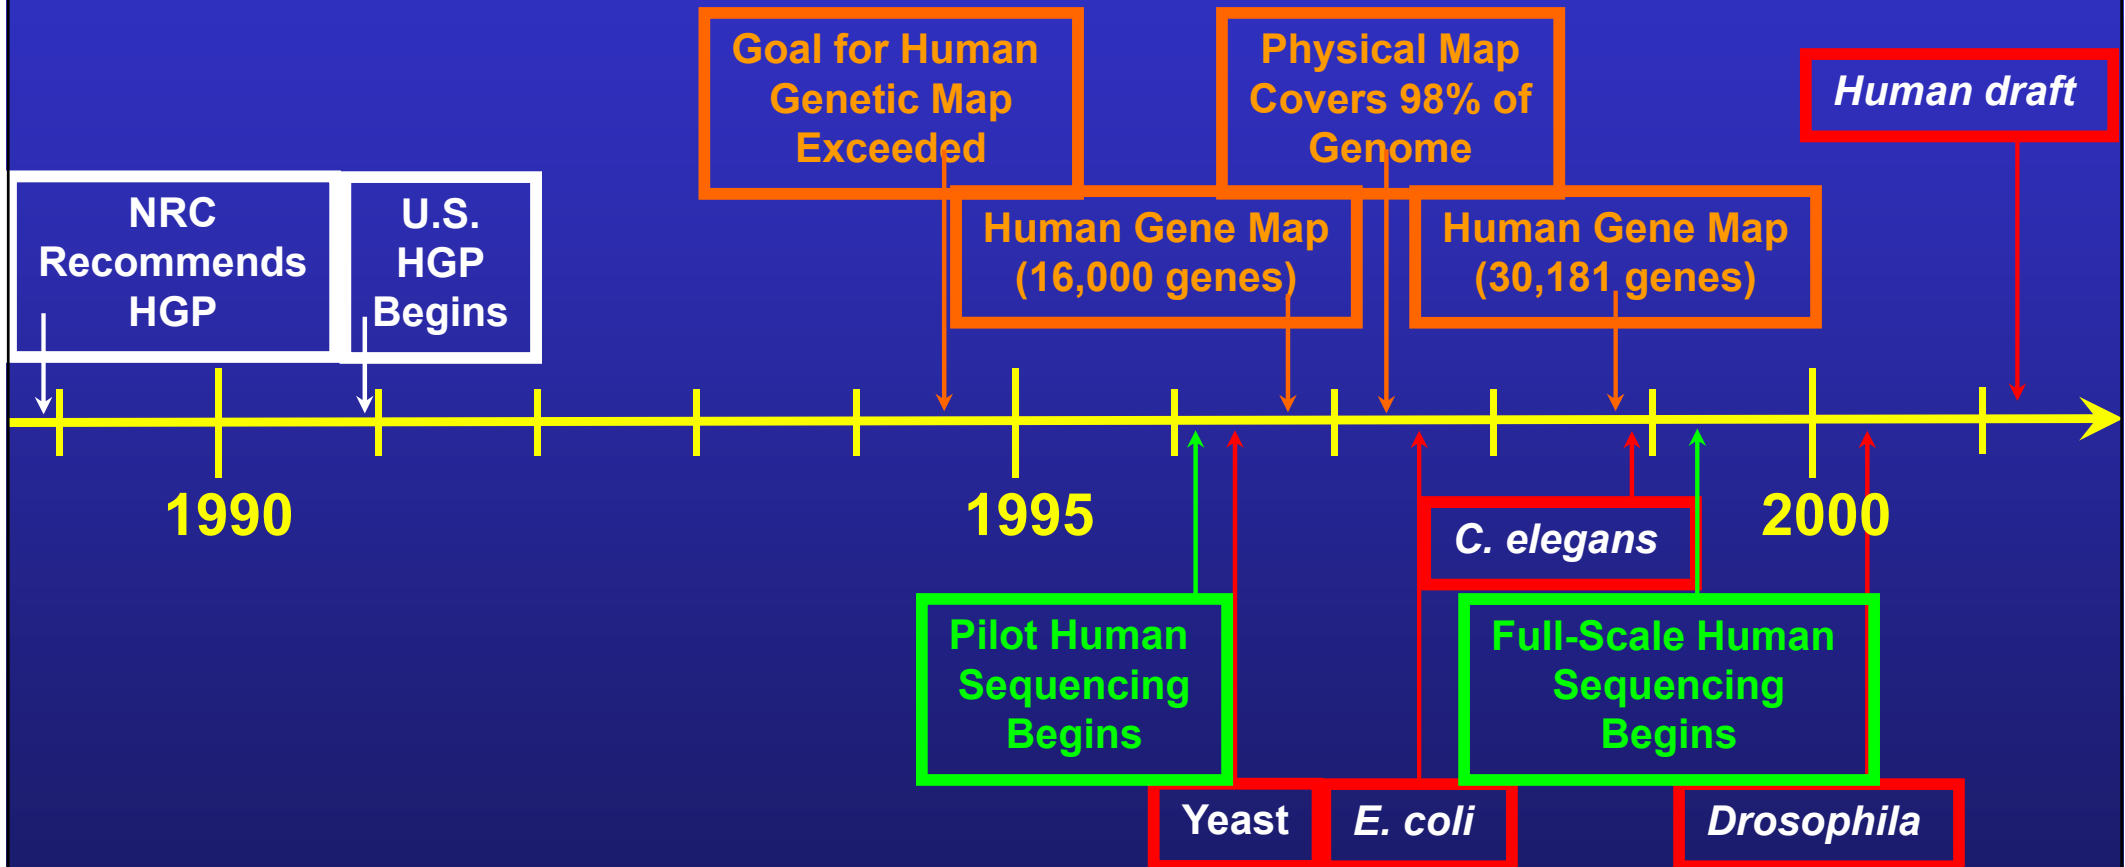 Goal for Human
Genetic Map
Exceeded
Physical Map
Covers 98% of
Genome
Human draft
NRC
Recommends
HGP
U.S.
HGP
Begins
Human Gene Map
(16,000 genes)
Human Gene Map
(30,181 genes)
1990
1995
2000
C. elegans
Pilot Human
Sequencing
Begins
Full-Scale Human
Sequencing
Begins
Yeast
E. coli
Drosophila